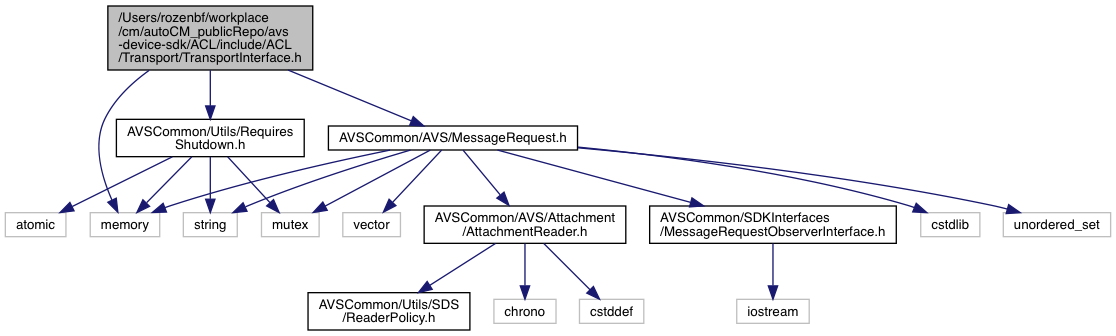 /Users/rozenbf/workplace
/cm/autoCM_publicRepo/avs
-device-sdk/ACL/include/ACL
/Transport/TransportInterface.h
AVSCommon/Utils/Requires
Shutdown.h
AVSCommon/AVS/MessageRequest.h
atomic
memory
string
mutex
vector
AVSCommon/AVS/Attachment
/AttachmentReader.h
AVSCommon/SDKInterfaces
/MessageRequestObserverInterface.h
cstdlib
unordered_set
AVSCommon/Utils/SDS
/ReaderPolicy.h
chrono
cstddef
iostream